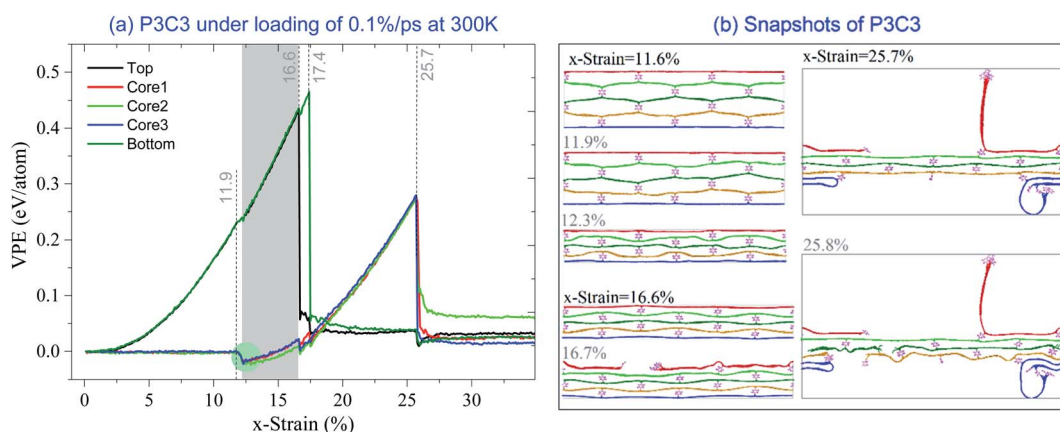 (a) P3C3 under loading of 0.1%/ps at 300K
VPE (eV/atom)
0.5
0.4
0.3
0.2
0.1
0.0
Top
Core1
Core2
Core3
Bottom
11.9
16.6
17.4
25.7
0 5 10 15 20 25 30
x-Strain (%)
(b) Snapshots of P3C3
x-Strain=11.6%
11.9%
12.3%
x-Strain=16.6%
16.7%
x-Strain=25.7%
25.8%